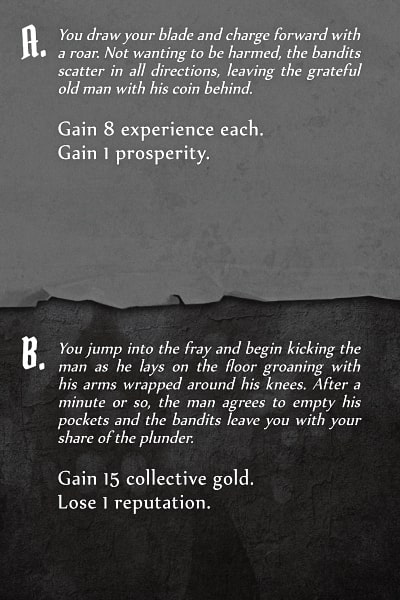 A. You draw your blade and charge forward with
a roar. Not wanting to be harmed, the bandits
scatter in all directions, leaving the grateful
old man with his coin behind.
Gain 8 experience each.
Gain 1 prosperity.
B. You jump into the fray and begin kicking the
man as he lays on the floor groaning with
his arms wrapped around his knees. After a
minute or so, the man agrees to empty his
pockets and the bandits leave you with your
share of the plunder.
Gain 15 collective gold.
Lose 1 reputation.